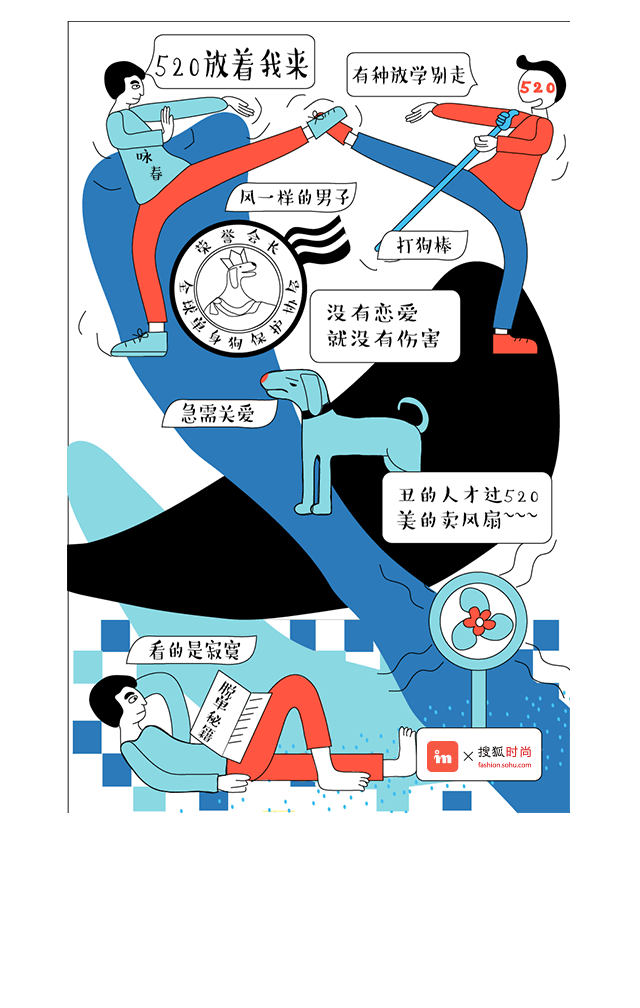 520放着我来
有种放学别走
520
咏春
风一样的男子
打狗棒
荣誉会长
全球单身狗保护协会
没有恋爱
就没有伤害
急需关爱
丑的人才过520
美的卖风扇~~~
看的是寂寞
脱单秘籍
in × 搜狐时尚
fashion.sohu.com